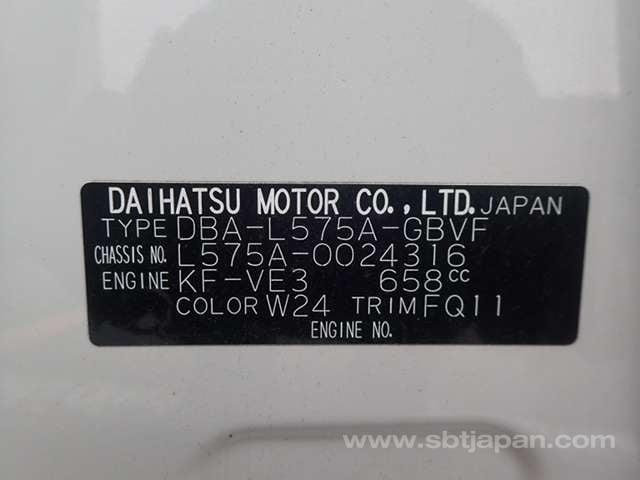 DAIHATSU MOTOR CO., LTD. JAPAN
TYPE DBA-L575A-GBVF
CHASSIS NO. L575A-0024316
ENGINE KF-VE3 658cc
COLOR W24 TRIM FQ11
ENGINE NO.
www.sbtjapan.com